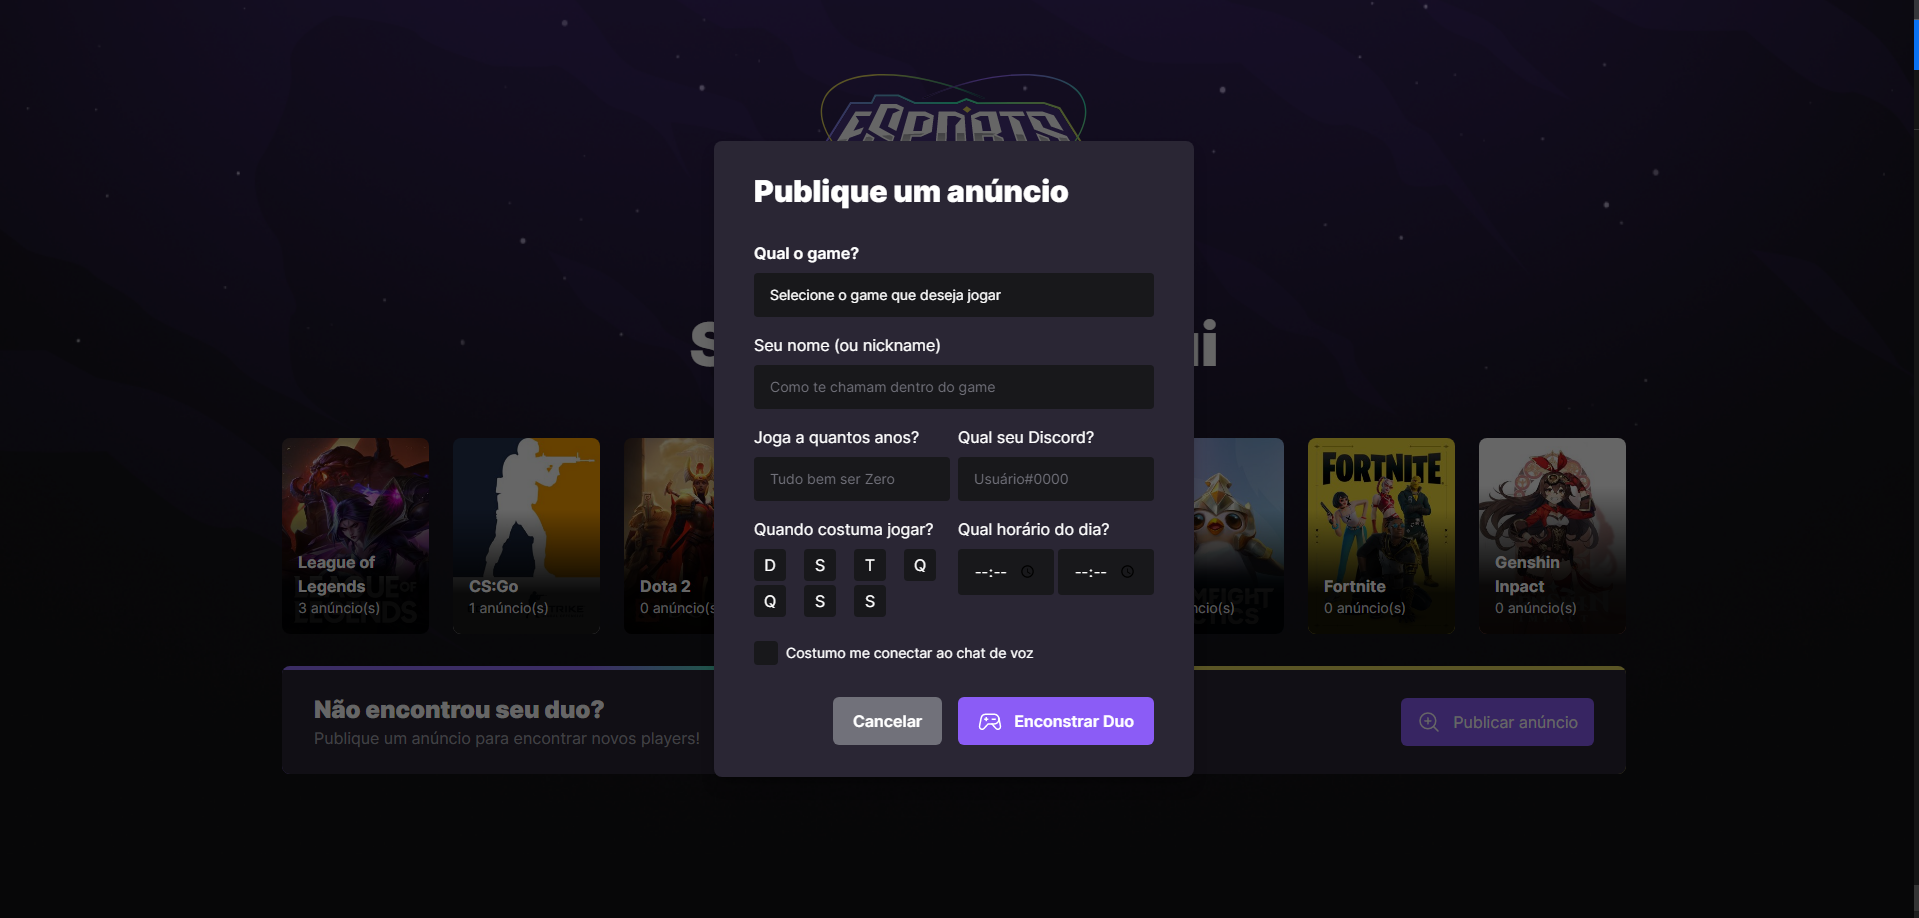 ESPORTS
Publique um anúncio
Qual o game?
Selecione o game que deseja jogar
Seu nome (ou nickname)
Como te chamam dentro do game
Joga a quantos anos? Qual seu Discord?
Tudo bem ser Zero Usuário#0000
Quando costuma jogar? Qual horário do dia?
D S T Q --:-- --:--
Q S S
Costumo me conectar ao chat de voz
Cancelar Enconstrar Duo
League of
Legends
3 anúncio(s)
CS:Go
1 anúncio(s)
Dota 2
0 anúncio(s
FORTNITE
Fortnite
0 anúncio(s)
Genshin
Inpact
0 anúncio(s)
Não encontrou seu duo?
Publique um anúncio para encontrar novos players!
Publicar anúncio